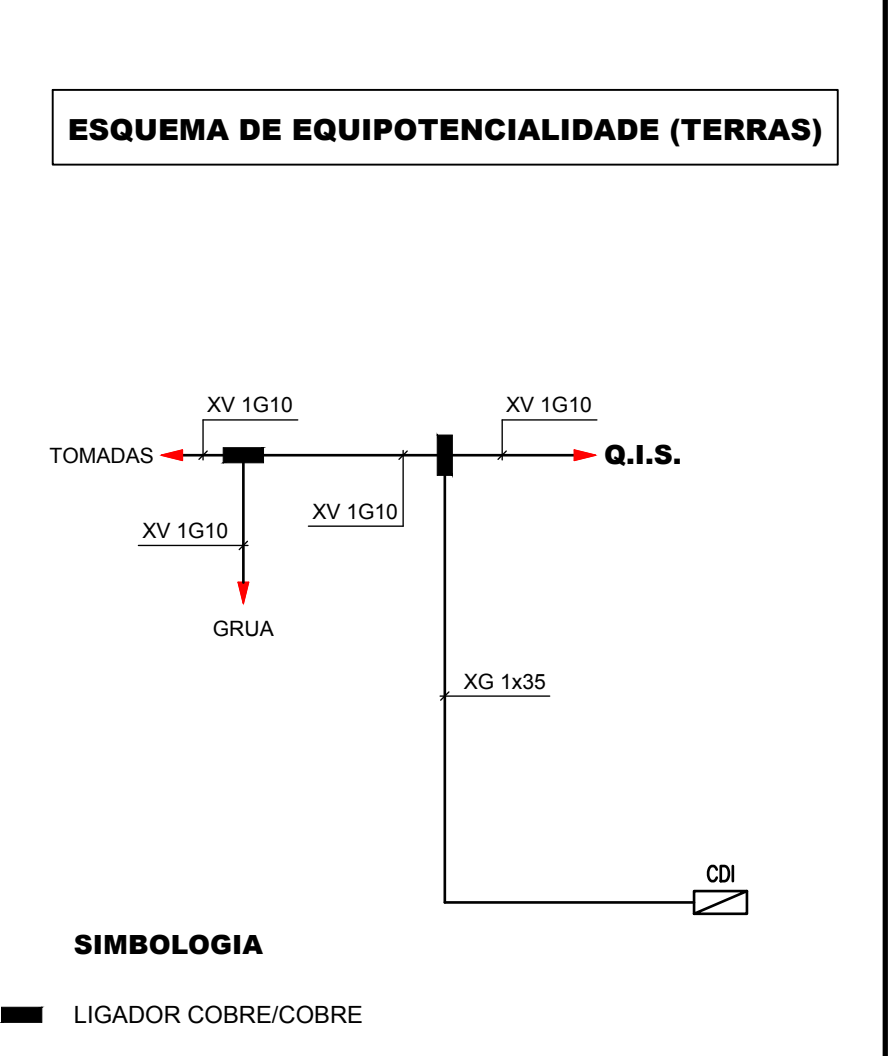 ESQUEMA DE EQUIPOTENCIALIDADE (TERRAS)
XV 1G10
XV 1G10
TOMADAS
Q.I.S.
XV 1G10
XV 1G10
GRUA
XG 1x35
CDI
SIMBOLOGIA
LIGADOR COBRE/COBRE